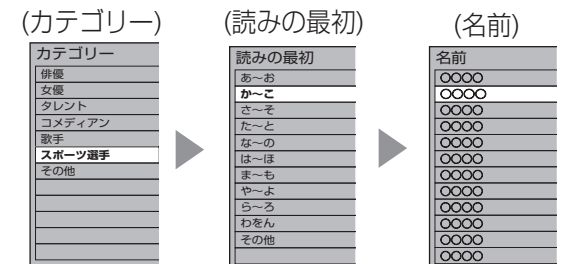 (カテゴリー)
(読みの最初)
(名前)
カテゴリー
俳優
女優
タレント
コメディアン
歌手
スポーツ選手
その他
読みの最初
あ〜お
か〜こ
さ〜そ
た〜と
な〜の
は〜ほ
ま〜も
や〜よ
ら〜ろ
わをん
その他
名前
○○○○
○○○○
○○○○
○○○○
○○○○
○○○○
○○○○
○○○○
○○○○
○○○○
○○○○
○○○○